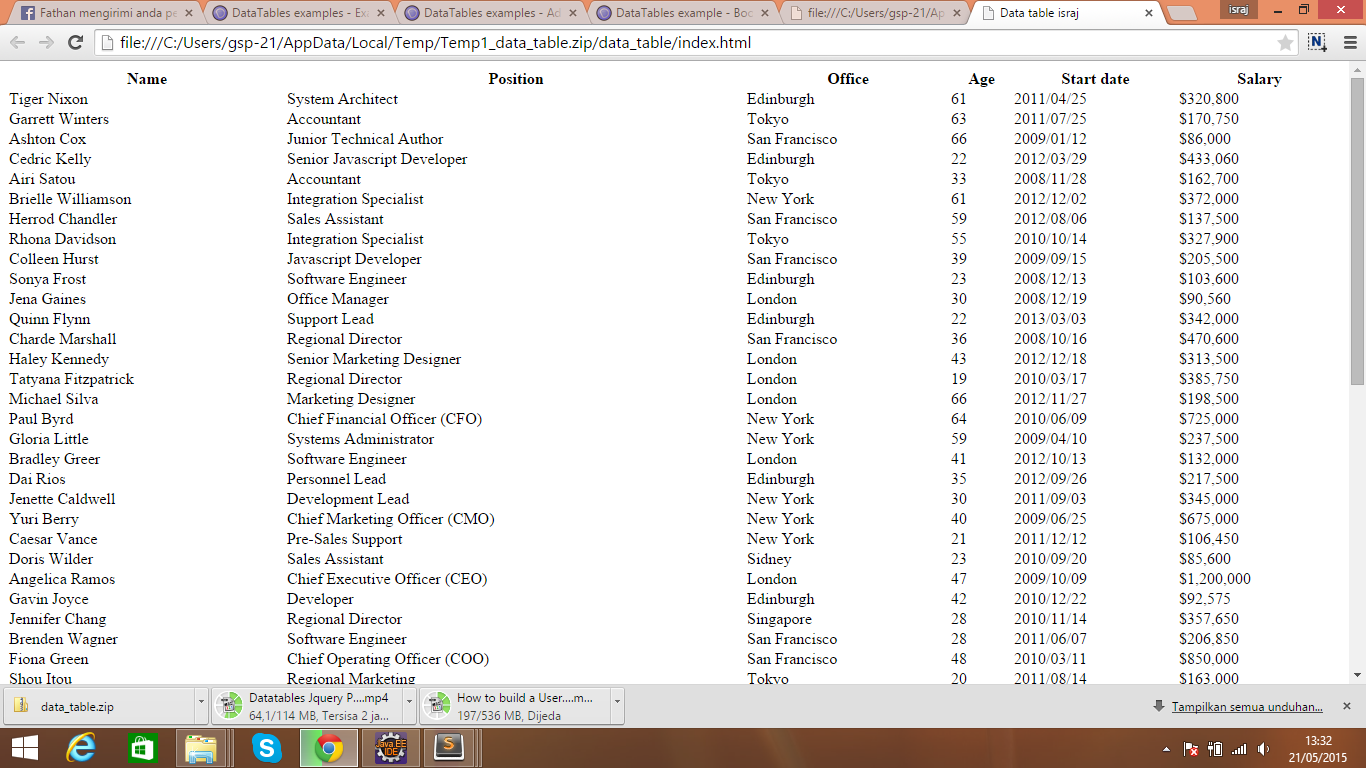 Fathan mengirimi anda pe
DataTables examples - Exa
DataTables examples - Ad
DataTables example - Boo
file:///C:/Users/gsp-21/Ap
Data table israj
israj
file:///C:/Users/gsp-21/AppData/Local/Temp/Temp1_data_table.zip/data_table/index.html
Name Position Office Age Start date Salary
Tiger Nixon System Architect Edinburgh 61 2011/04/25 $320,800
Garrett Winters Accountant Tokyo 63 2011/07/25 $170,750
Ashton Cox Junior Technical Author San Francisco 66 2009/01/12 $86,000
Cedric Kelly Senior Javascript Developer Edinburgh 22 2012/03/29 $433,060
Airi Satou Accountant Tokyo 33 2008/11/28 $162,700
Brielle Williamson Integration Specialist New York 61 2012/12/02 $372,000
Herrod Chandler Sales Assistant San Francisco 59 2012/08/06 $137,500
Rhona Davidson Integration Specialist Tokyo 55 2010/10/14 $327,900
Colleen Hurst Javascript Developer San Francisco 39 2009/09/15 $205,500
Sonya Frost Software Engineer Edinburgh 23 2008/12/13 $103,600
Jena Gaines Office Manager London 30 2008/12/19 $90,560
Quinn Flynn Support Lead Edinburgh 22 2013/03/03 $342,000
Charde Marshall Regional Director San Francisco 36 2008/10/16 $470,600
Haley Kennedy Senior Marketing Designer London 43 2012/12/18 $313,500
Tatyana Fitzpatrick Regional Director London 19 2010/03/17 $385,750
Michael Silva Marketing Designer London 66 2012/11/27 $198,500
Paul Byrd Chief Financial Officer (CFO) New York 64 2010/06/09 $725,000
Gloria Little Systems Administrator New York 59 2009/04/10 $237,500
Bradley Greer Software Engineer London 41 2012/10/13 $132,000
Dai Rios Personnel Lead Edinburgh 35 2012/09/26 $217,500
Jenette Caldwell Development Lead New York 30 2011/09/03 $345,000
Yuri Berry Chief Marketing Officer (CMO) New York 40 2009/06/25 $675,000
Caesar Vance Pre-Sales Support New York 21 2011/12/12 $106,450
Doris Wilder Sales Assistant Sidney 23 2010/09/20 $85,600
Angelica Ramos Chief Executive Officer (CEO) London 47 2009/10/09 $1,200,000
Gavin Joyce Developer Edinburgh 42 2010/12/22 $92,575
Jennifer Chang Regional Director Singapore 28 2010/11/14 $357,650
Brenden Wagner Software Engineer San Francisco 28 2011/06/07 $206,850
Fiona Green Chief Operating Officer (COO) San Francisco 48 2010/03/11 $850,000
Shou Itou Regional Marketing Tokyo 20 2011/08/14 $163,000
data_table.zip
Datatables Jquery P....mp4
64,1/114 MB, Tersisa 2 ja...
How to build a User....m...
197/536 MB, Dijeda
Tampilkan semua unduhan...
Java EE
IDE
13:32
21/05/2015